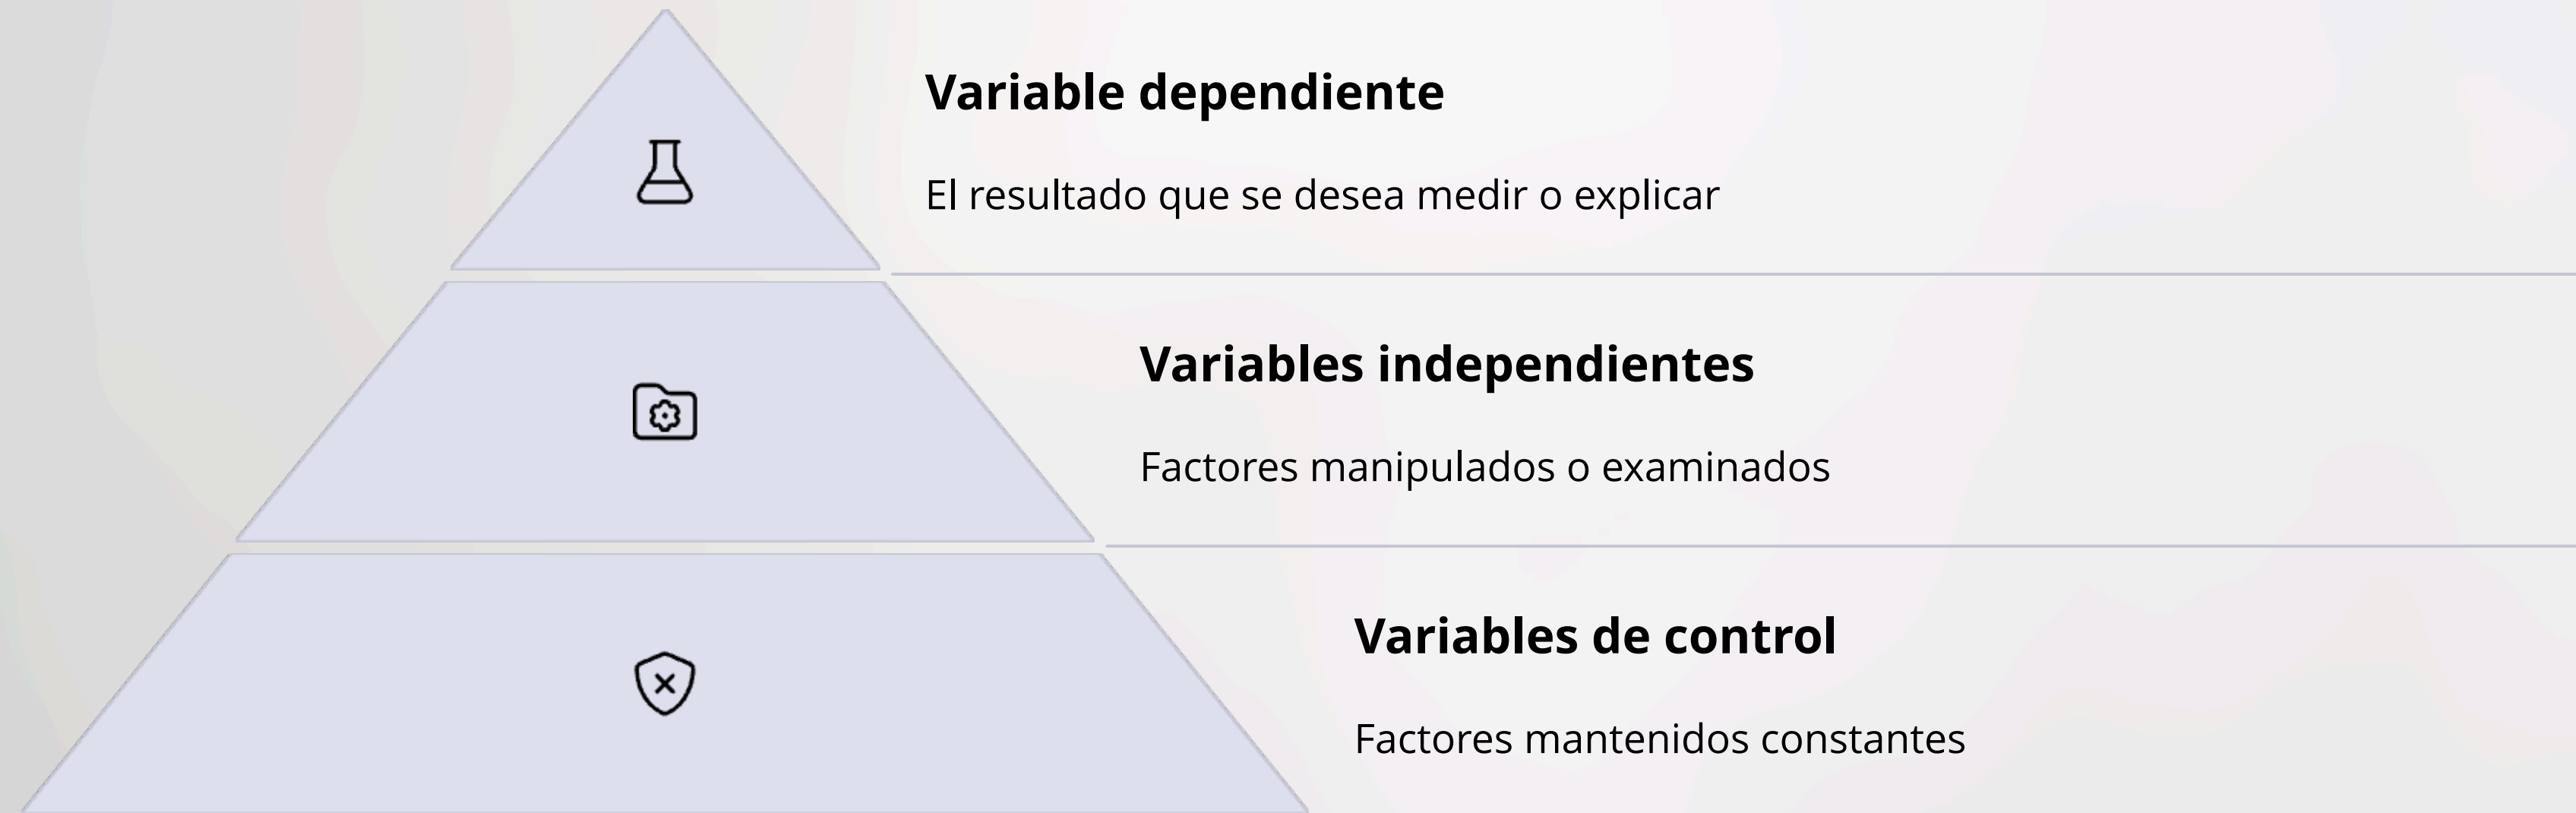 Variable dependiente
El resultado que se desea medir o explicar
Variables independientes
Factores manipulados o examinados
Variables de control
Factores mantenidos constantes